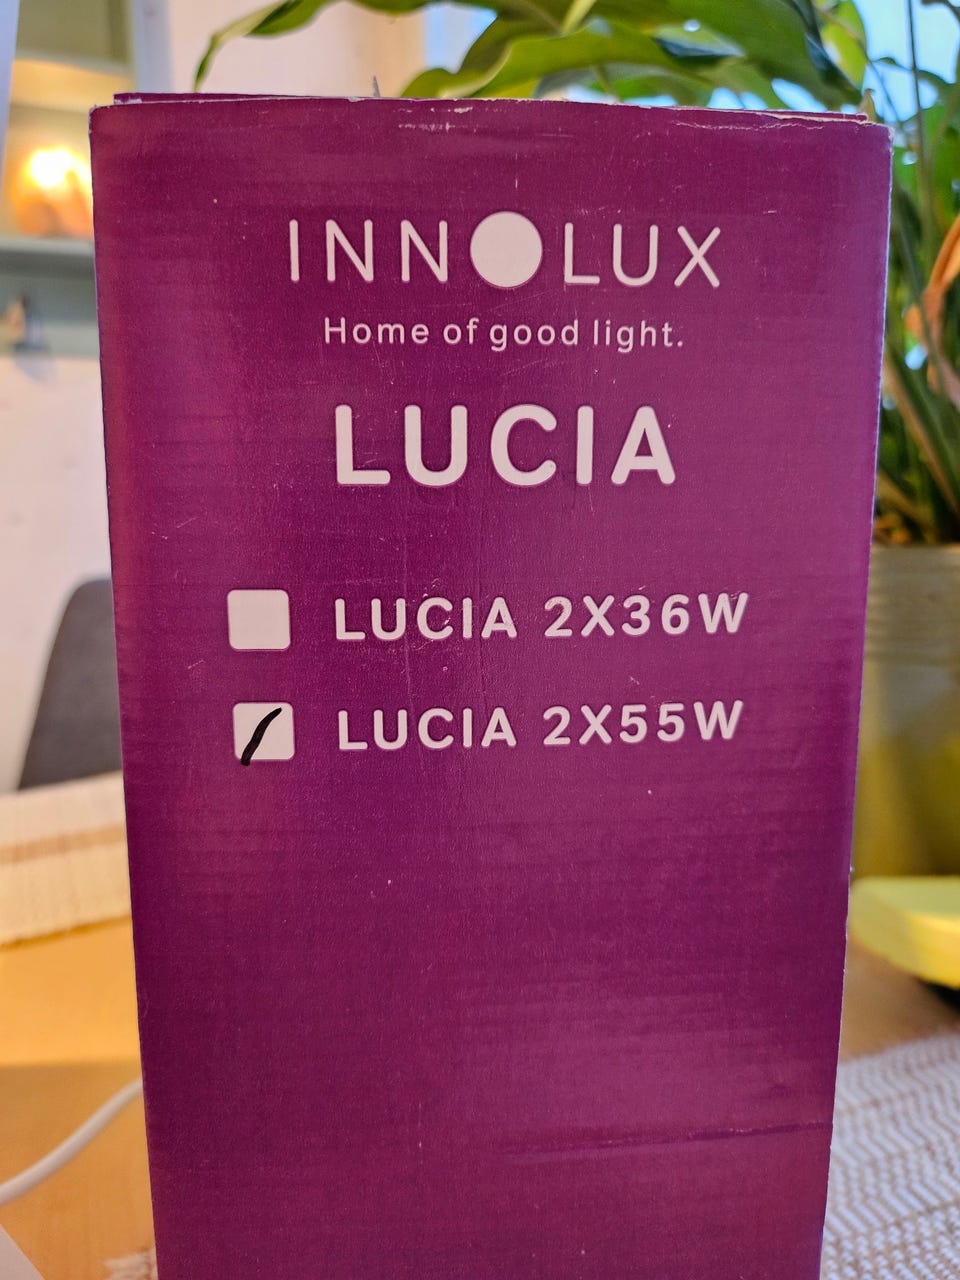 INNOLUX
Home of good light.
LUCIA
LUCIA 2X36W
LUCIA 2X55W